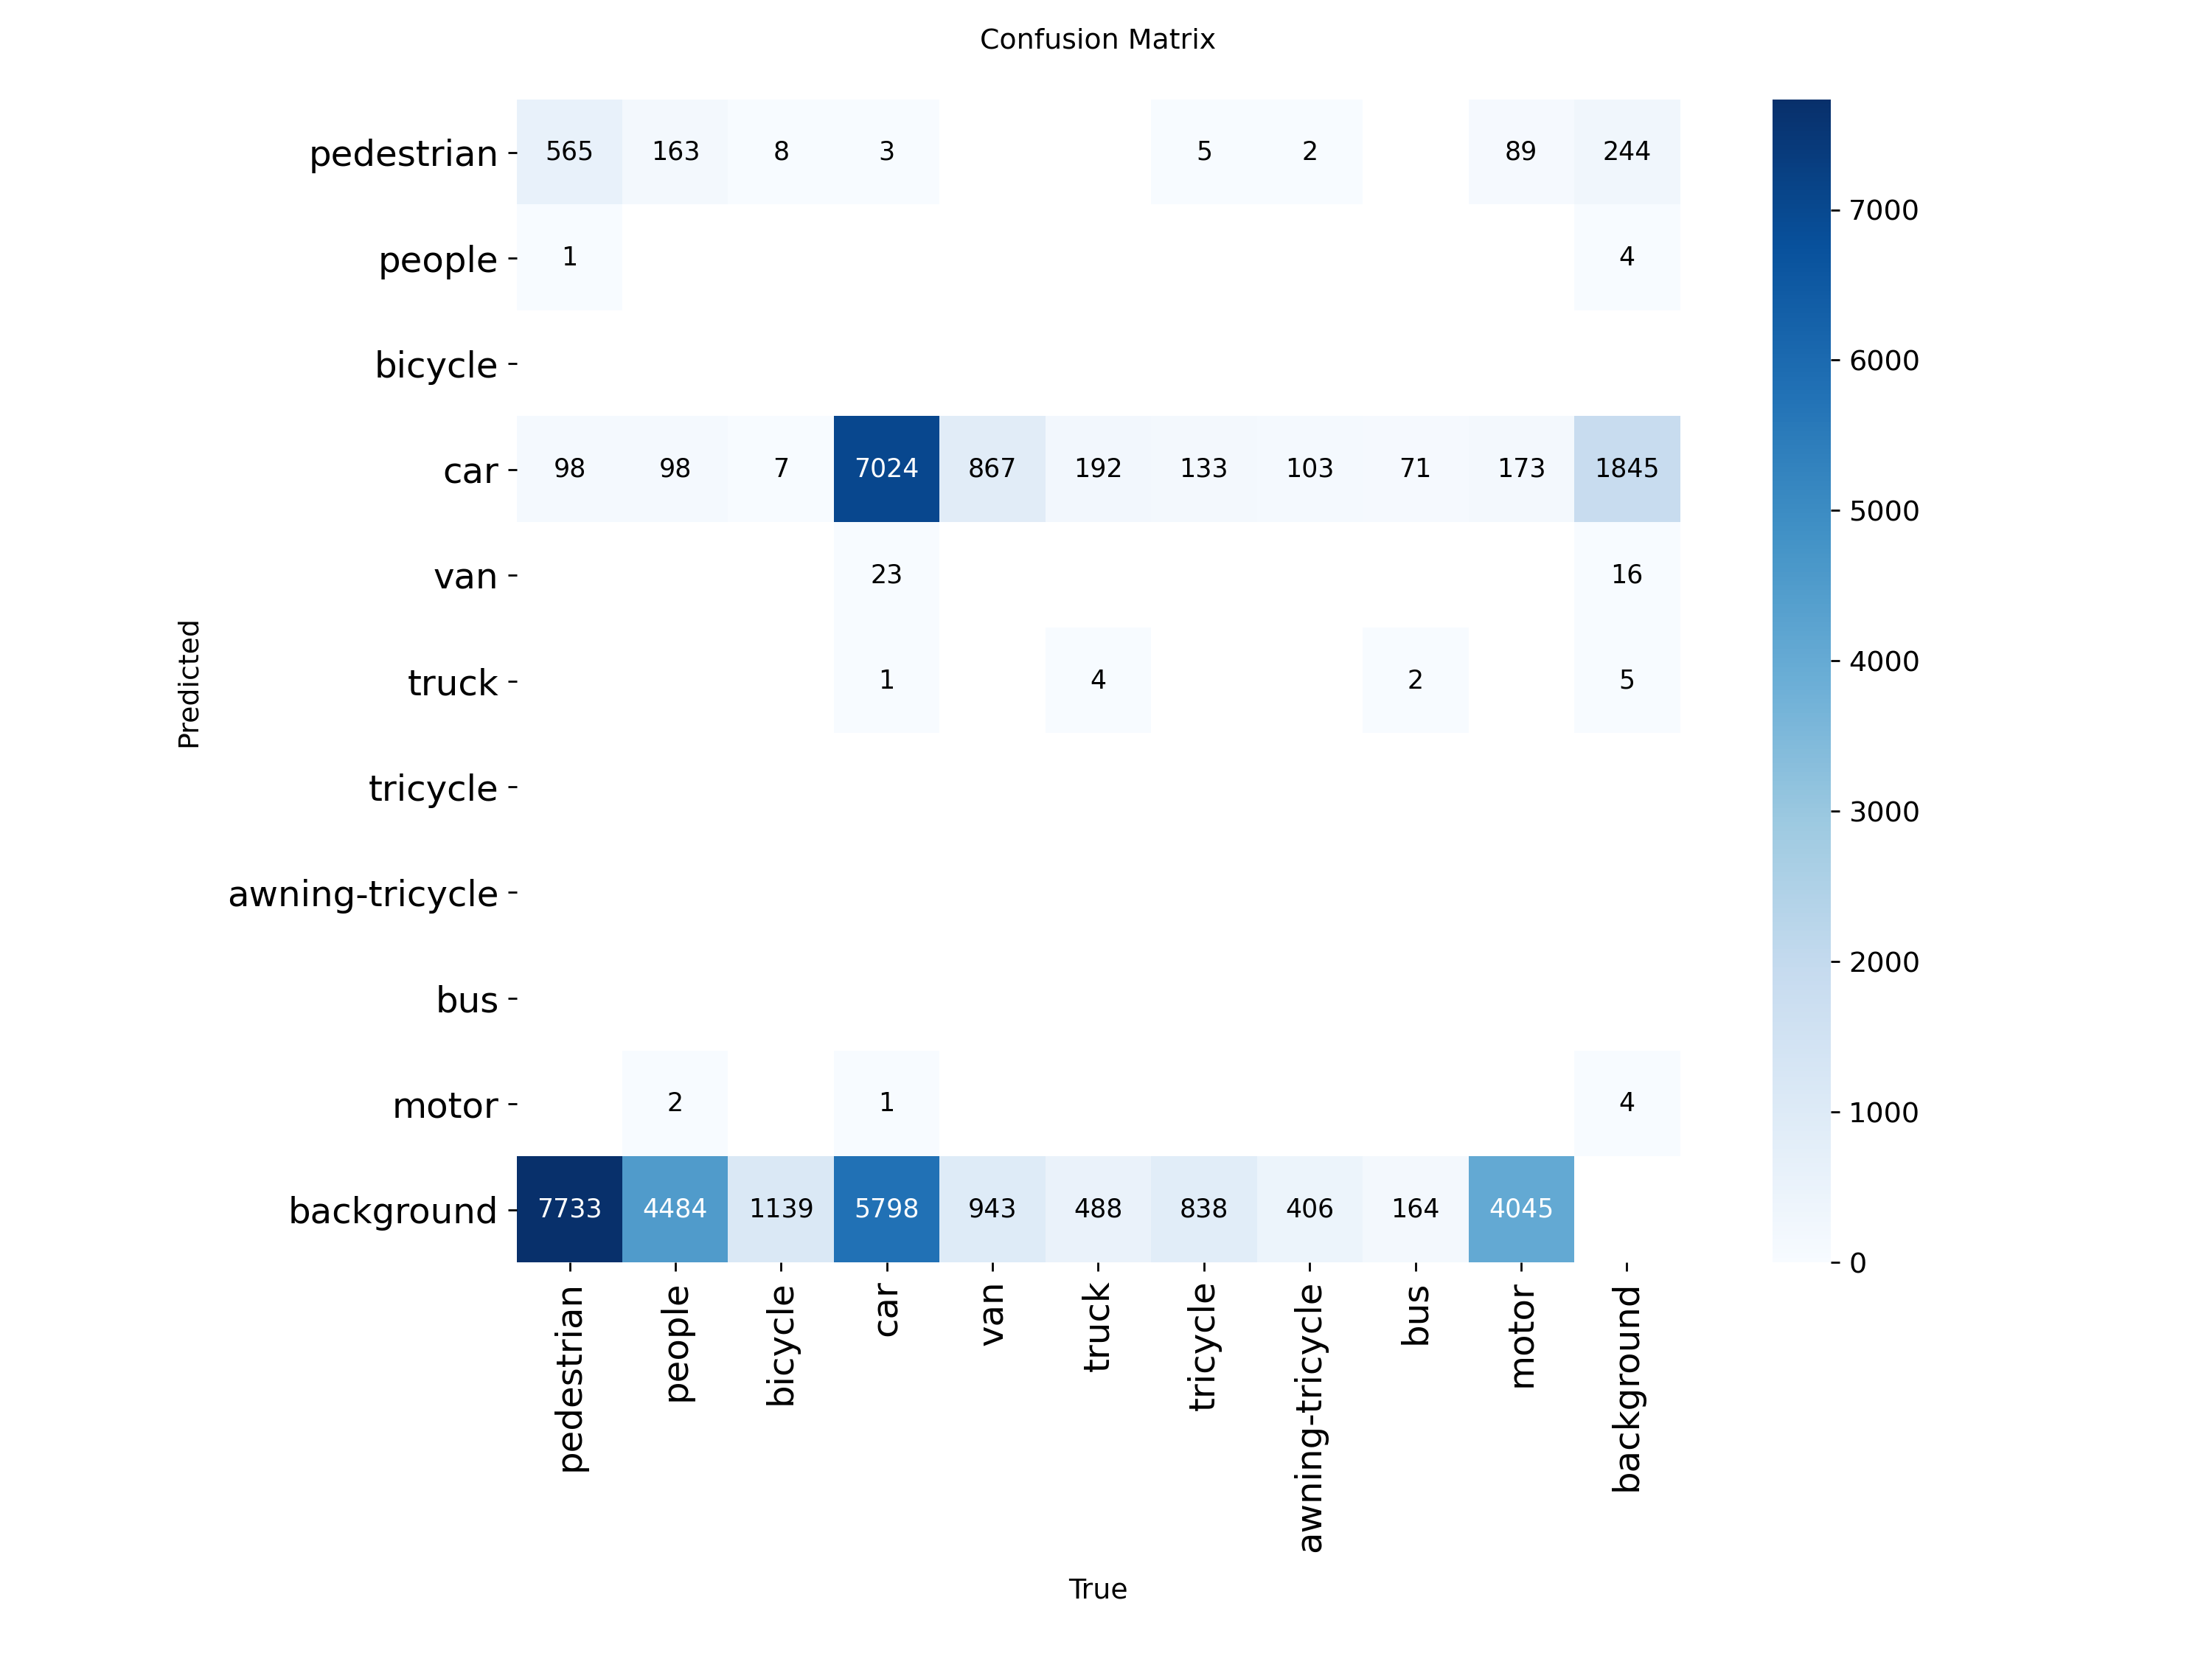 Confusion Matrix
pedestrian 565 163 8 3 5 2 89 244
people 1 4
bicycle
car 98 98 7 7024 867 192 133 103 71 173 1845
van 23 16
truck 1 4 2 5
tricycle
awning-tricycle
bus
motor 2 1 4
background 7733 4484 1139 5798 943 488 838 406 164 4045
Predicted
pedestrian people bicycle car van truck tricycle awning-tricycle bus motor background
True
7000
6000
5000
4000
3000
2000
1000
0